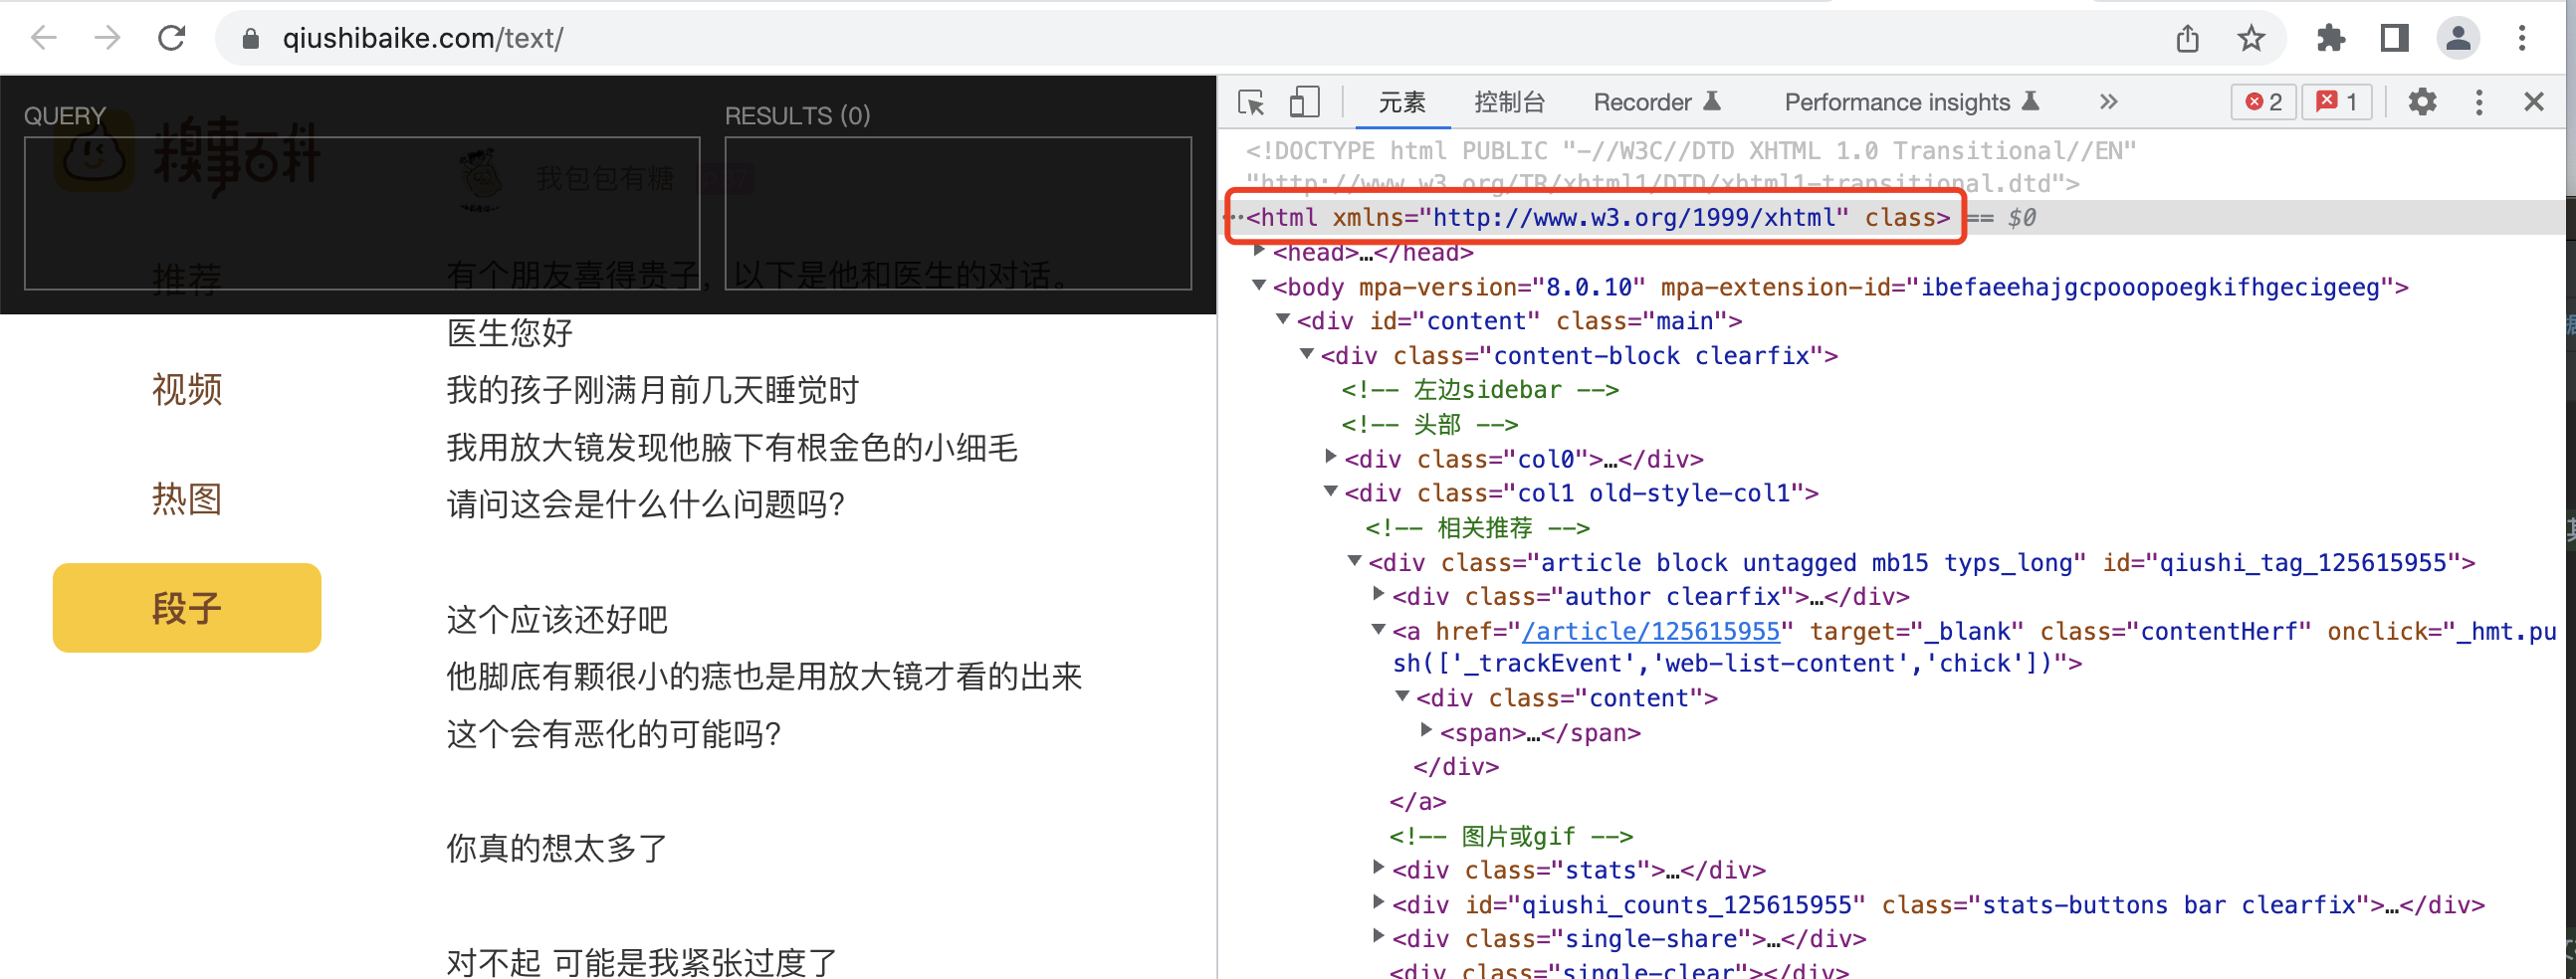 qiushibaike.com/text/
QUERY
RESULTS (0)
糗事百科
我包包有糖
推荐
视频
热图
段子
有个朋友喜得贵子，以下是他和医生的对话。
医生您好
我的孩子刚满月前几天睡觉时
我用放大镜发现他腋下有根金色的小细毛
请问这会是什么什么问题吗?
这个应该还好吧
他脚底有颗很小的痣也是用放大镜才看的出来
这个会有恶化的可能吗?
你真的想太多了
对不起 可能是我紧张过度了
元素 控制台 Recorder Performance insights » 2 1
<!DOCTYPE html PUBLIC "-//W3C//DTD XHTML 1.0 Transitional//EN"
"http://www.w3.org/TR/xhtml1/DTD/xhtml1-transitional.dtd">
…<html xmlns="http://www.w3.org/1999/xhtml" class> == $0
<head>…</head>
<body mpa-version="8.0.10" mpa-extension-id="ibefaeehajgcpooopoegkifhgecigeeg">
<div id="content" class="main">
<div class="content-block clearfix">
<!-- 左边sidebar -->
<!-- 头部 -->
<div class="col0">…</div>
<div class="col1 old-style-col1">
<!-- 相关推荐 -->
<div class="article block untagged mb15 typs_long" id="qiushi_tag_125615955">
<div class="author clearfix">…</div>
<a href="/article/125615955" target="_blank" class="contentHerf" onclick="_hmt.pu
sh(['_trackEvent','web-list-content','chick'])">
<div class="content">
<span>…</span>
</div>
</a>
<!-- 图片或gif -->
<div class="stats">…</div>
<div id="qiushi_counts_125615955" class="stats-buttons bar clearfix">…</div>
<div class="single-share">…</div>
<div class="single-clear"></div>